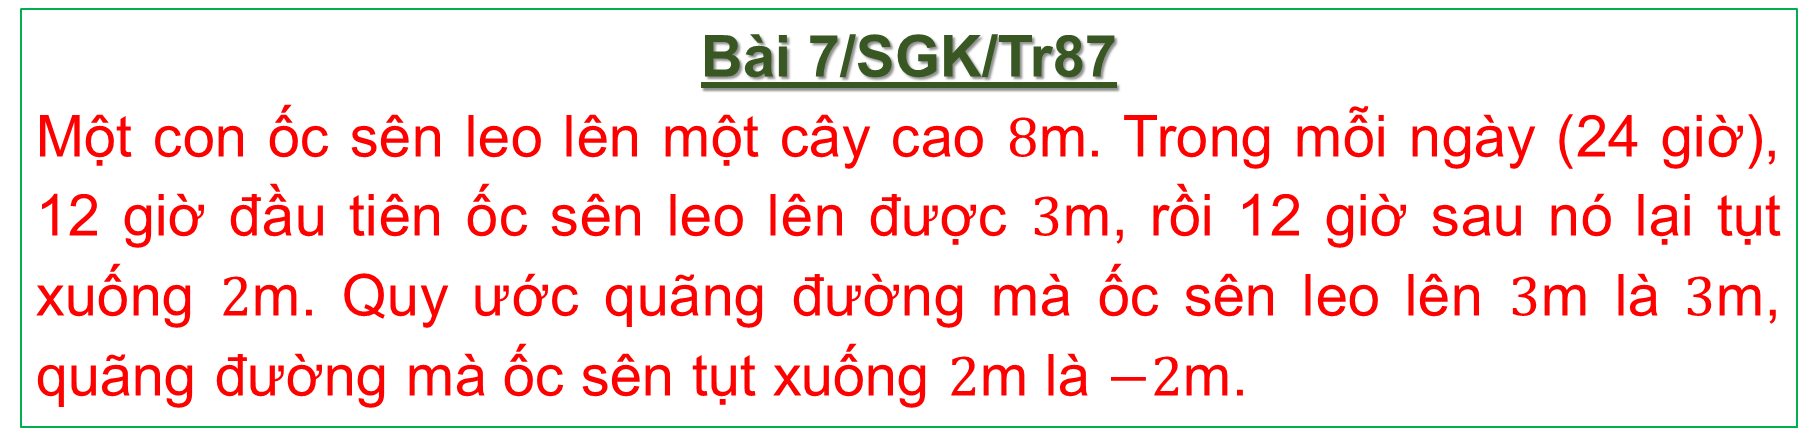 Bài 7/SGK/Tr87
Một con ốc sên leo lên một cây cao 8m. Trong mỗi ngày (24 giờ),
12 giờ đầu tiên ốc sên leo lên được 3m, rồi 12 giờ sau nó lại tụt
xuống 2m. Quy ước quãng đường mà ốc sên leo lên 3m là 3m,
quãng đường mà ốc sên tụt xuống 2m là −2m.